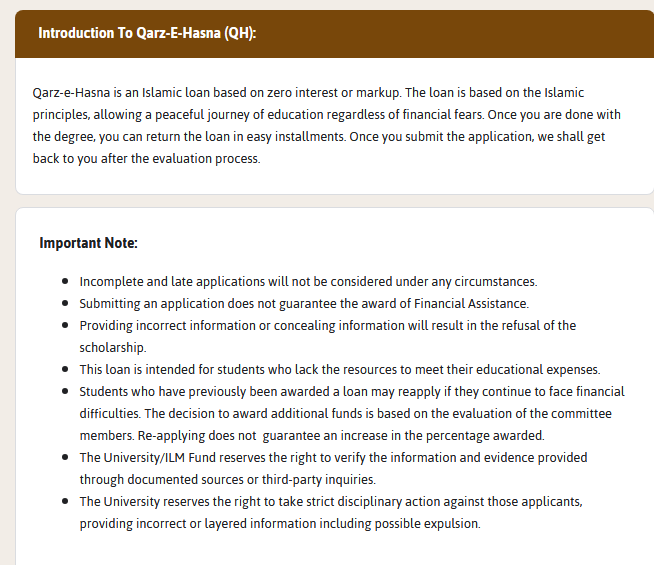 Introduction To Qarz-E-Hasna (QH):
Qarz-e-Hasna is an Islamic loan based on zero interest or markup. The loan is based on the Islamic
principles, allowing a peaceful journey of education regardless of financial fears. Once you are done with
the degree, you can return the loan in easy installments. Once you submit the application, we shall get
back to you after the evaluation process.
Important Note:
• Incomplete and late applications will not be considered under any circumstances.
• Submitting an application does not guarantee the award of Financial Assistance.
• Providing incorrect information or concealing information will result in the refusal of the
scholarship.
• This loan is intended for students who lack the resources to meet their educational expenses.
• Students who have previously been awarded a loan may reapply if they continue to face financial
difficulties. The decision to award additional funds is based on the evaluation of the committee
members. Re-applying does not guarantee an increase in the percentage awarded.
• The University/ILM Fund reserves the right to verify the information and evidence provided
through documented sources or third-party inquiries.
• The University reserves the right to take strict disciplinary action against those applicants,
providing incorrect or layered information including possible expulsion.